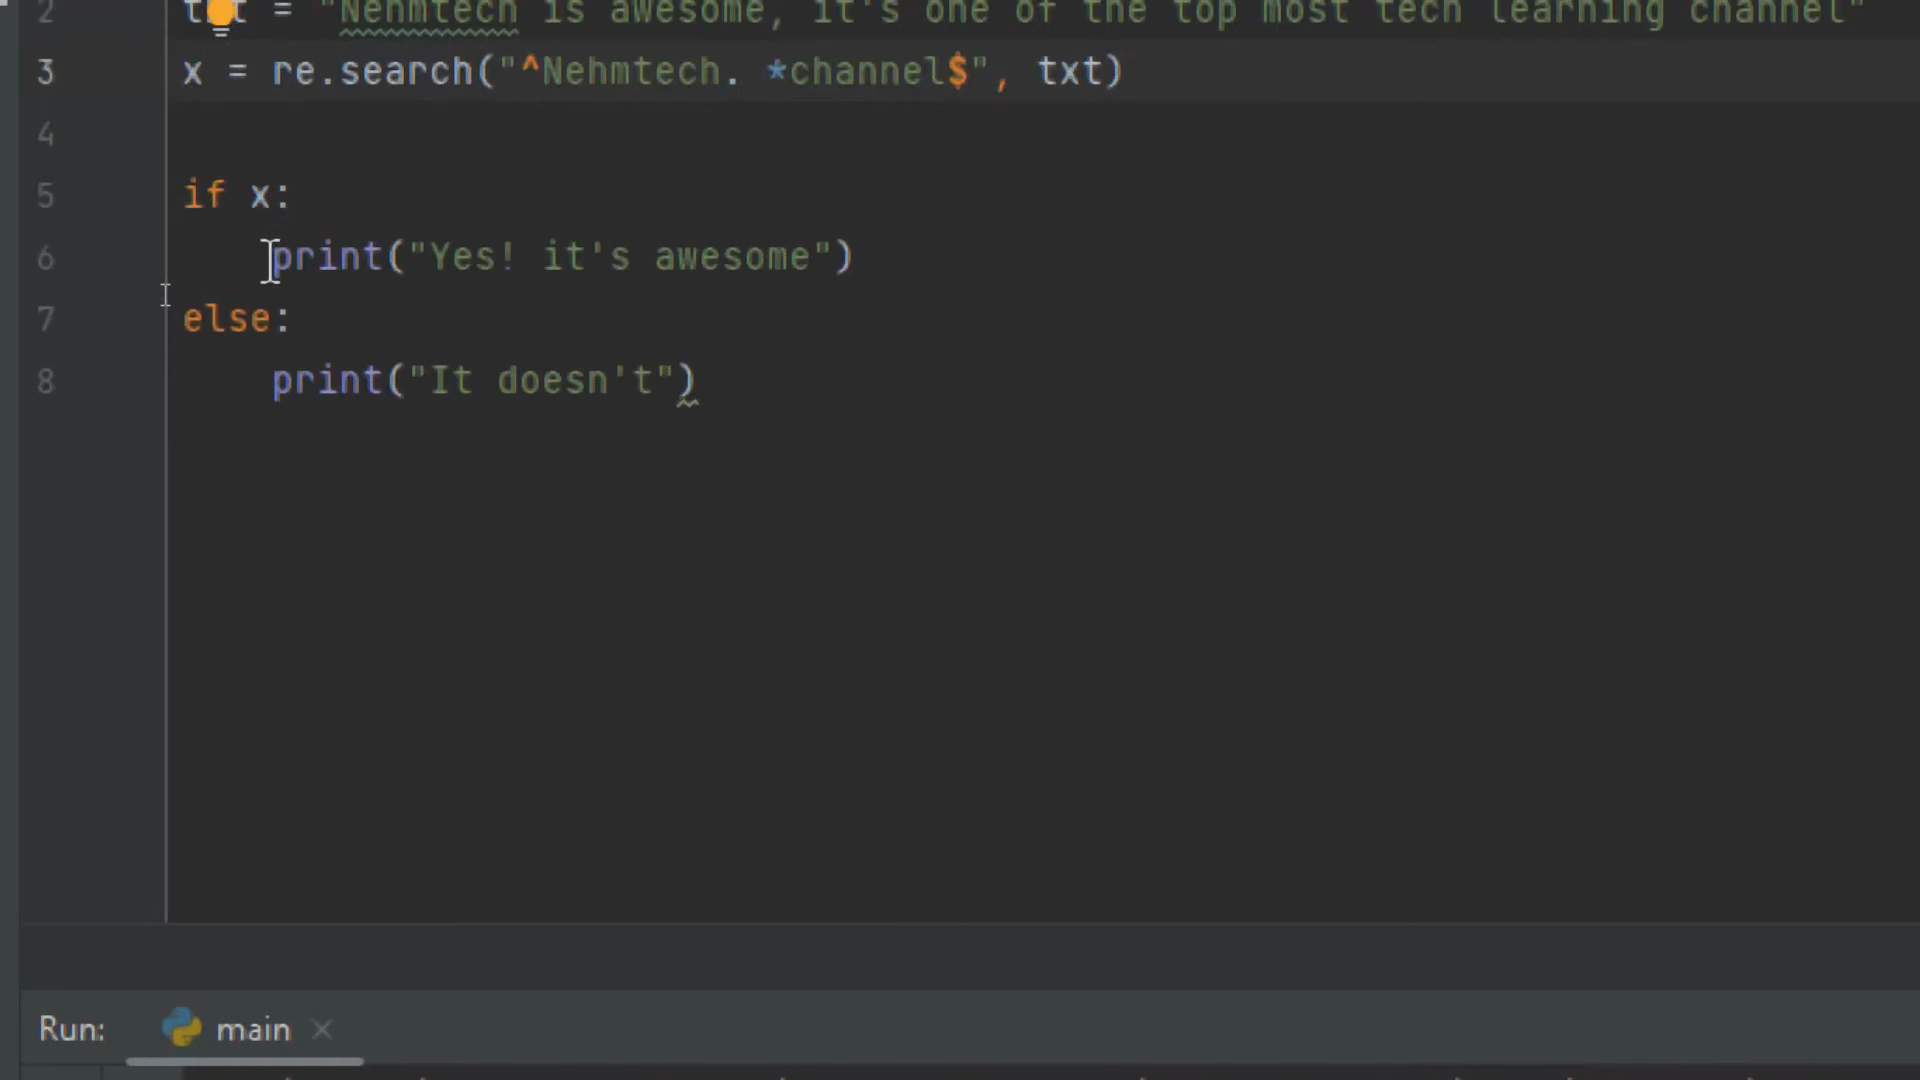 2 txt = "Nehmtech is awesome, it's one of the top most tech learning channel"
3 x = re.search("^Nehmtech. *channel$", txt)
4
5 if x:
6 print("Yes! it's awesome")
7 else:
8 print("It doesn't")
Run: main